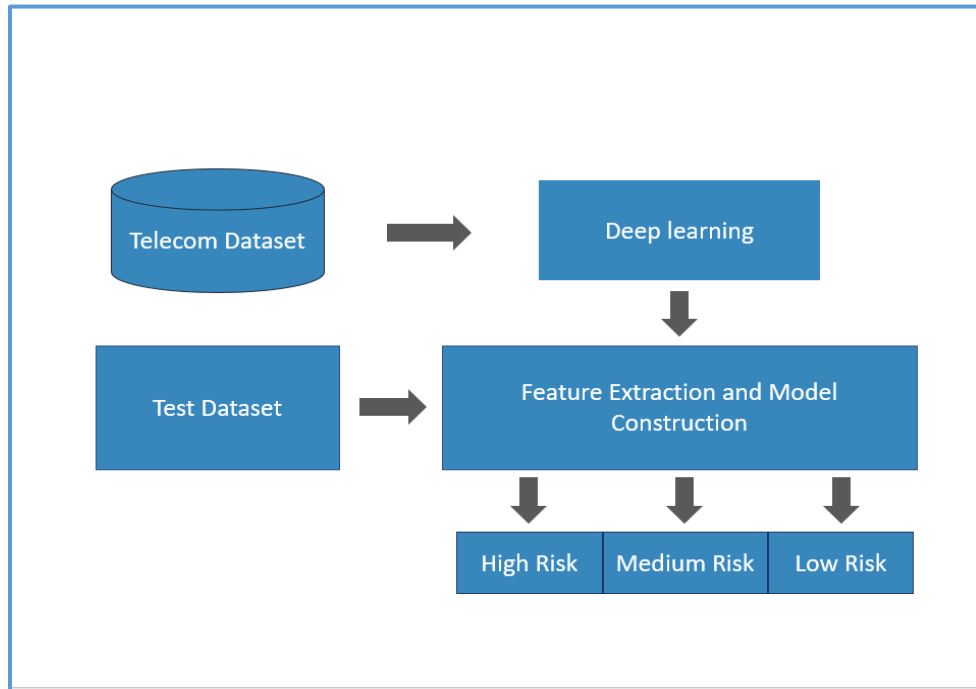 Telecom Dataset
Deep learning
Test Dataset
Feature Extraction and Model
Construction
High Risk
Medium Risk
Low Risk